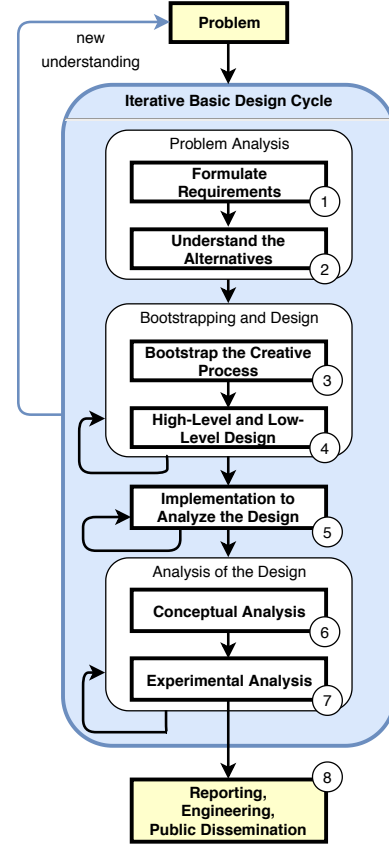 Problem
new
understanding
Iterative Basic Design Cycle
Problem Analysis
Formulate
Requirements
1
Understand the
Alternatives
2
Bootstrapping and Design
Bootstrap the Creative
Process
3
High-Level and Low-
Level Design
4
Implementation to
Analyze the Design
5
Analysis of the Design
Conceptual Analysis
6
Experimental Analysis
7
8
Reporting,
Engineering,
Public Dissemination